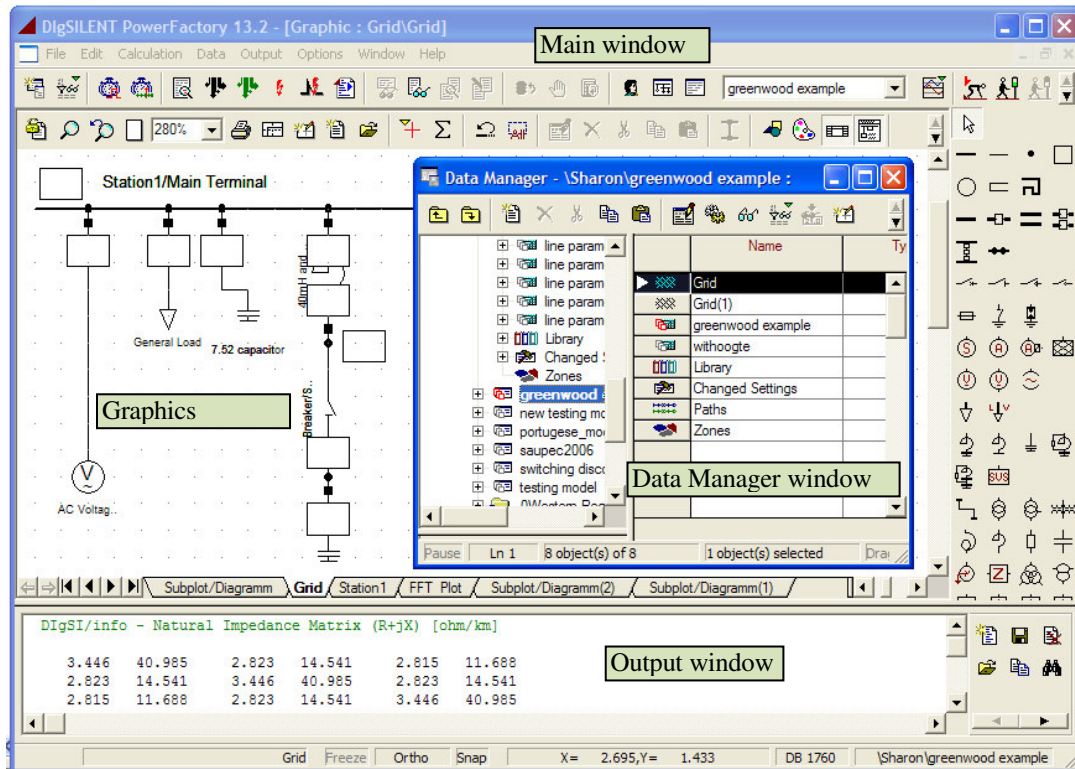 DIgSILENT PowerFactory 13.2 - [Graphic : Grid\Grid]
File Edit Calculation Data Output Options Window Help
Main window
greenwood example
280%
Station1/Main Terminal
40mH and ...
General Load
7.52 capacitor
Breaker/S...
Graphics
V
AC Voltag..
Data Manager - \Sharon\greenwood example :
Name
Ty
line param
line param
line param
line param
line param
Library
Changed S
Zones
greenwood e
new testing mo
portugese_mo
saupec2006
switching disc
testing model
Grid
Grid(1)
greenwood example
withoogte
Library
Changed Settings
Paths
Zones
Data Manager window
Pause Ln 1 8 object(s) of 8 1 object(s) selected Dra
Subplot/Diagramm Grid Station1 FFT Plot Subplot/Diagramm(2) Subplot/Diagramm(1)
DIgSI/info - Natural Impedance Matrix (R+jX) [ohm/km]
3.446 40.985 2.823 14.541 2.815 11.688
2.823 14.541 3.446 40.985 2.823 14.541
2.815 11.688 2.823 14.541 3.446 40.985
Output window
Grid Freeze Ortho Snap X= 2.695,Y= 1.433 DB 1760 \Sharon\greenwood example